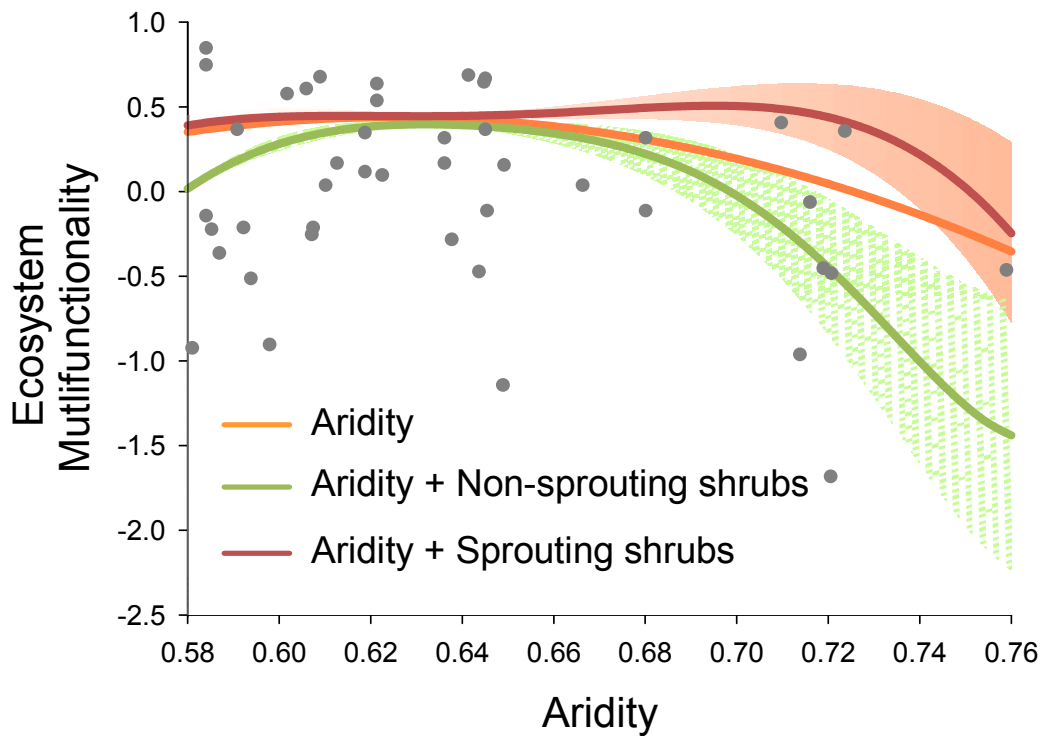 1.0
0.5
0.0
-0.5
-1.0
-1.5
-2.0
-2.5
Ecosystem
Mutlifunctionality
Aridity
Aridity + Non-sprouting shrubs
Aridity + Sprouting shrubs
0.58 0.60 0.62 0.64 0.66 0.68 0.70 0.72 0.74 0.76
Aridity